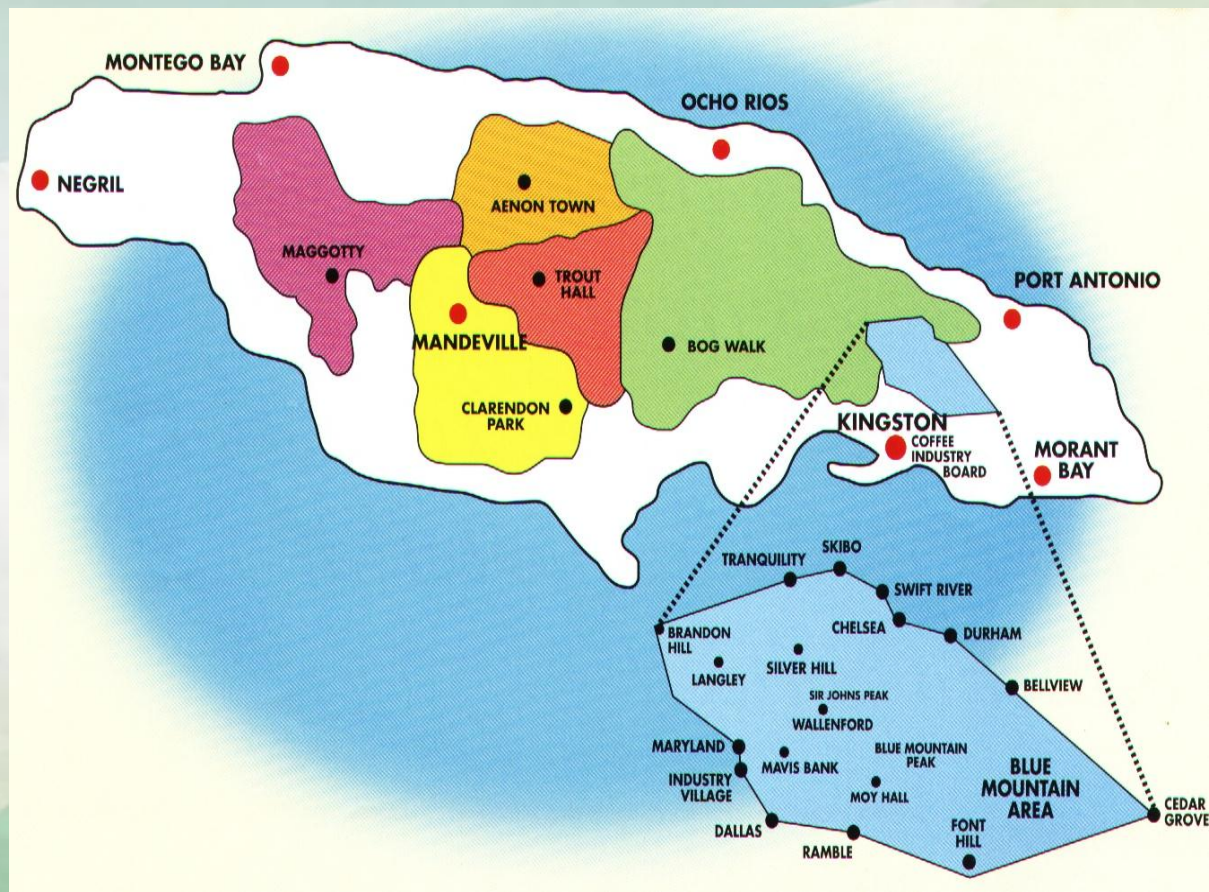 MONTEGO BAY
OCHO RIOS
NEGRIL
AENON TOWN
MAGGOTTY
TROUT
HALL
PORT ANTONIO
MANDEVILLE
BOG WALK
CLARENDON
PARK
KINGSTON
COFFEE
INDUSTRY
BOARD
MORANT
BAY
TRANQUILITY
SKIBO
SWIFT RIVER
CHELSEA
DURHAM
BRANDON
HILL
SILVER HILL
LANGLEY
BELLVIEW
SIR JOHNS PEAK
WALLENFORD
MARYLAND
BLUE MOUNTAIN
PEAK
MAVIS BANK
INDUSTRY
VILLAGE
MOY HALL
BLUE
MOUNTAIN
AREA
CEDAR
GROVE
DALLAS
RAMBLE
FONT
HILL